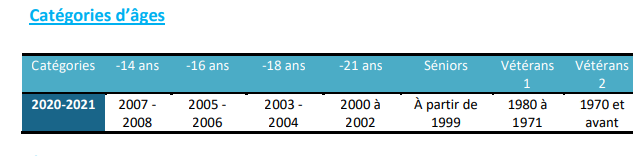 Catégories d'âges
Catégories -14 ans -16 ans -18 ans -21 ans Séniors Vétérans 1 Vétérans 2
2020-2021 2007 - 2008 2005 - 2006 2003 - 2004 2000 à 2002 À partir de 1999 1980 à 1971 1970 et avant